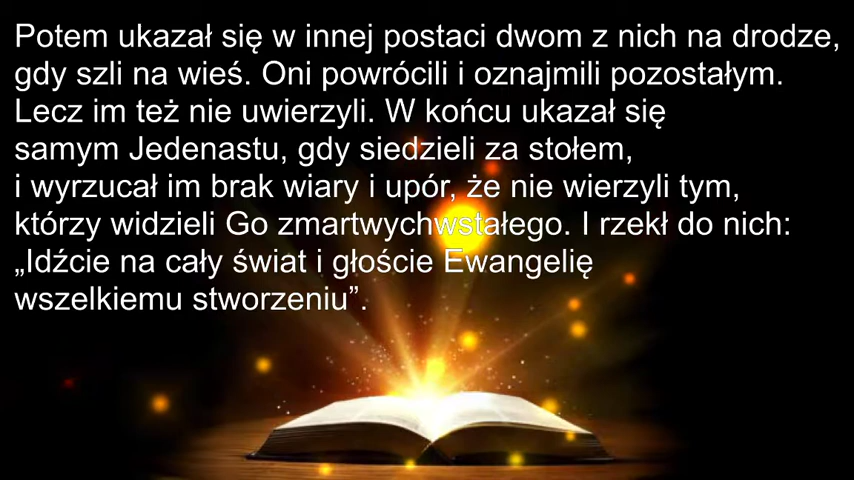 Potem ukazał się w innej postaci dwom z nich na drodze,
gdy szli na wieś. Oni powrócili i oznajmili pozostałym.
Lecz im też nie uwierzyli. W końcu ukazał się
samym Jedenastu, gdy siedzieli za stołem,
i wyrzucał im brak wiary i upór, że nie wierzyli tym,
którzy widzieli Go zmartwychwstałego. I rzekł do nich:
„Idźcie na cały świat i głoście Ewangelię
wszelkiemu stworzeniu”.